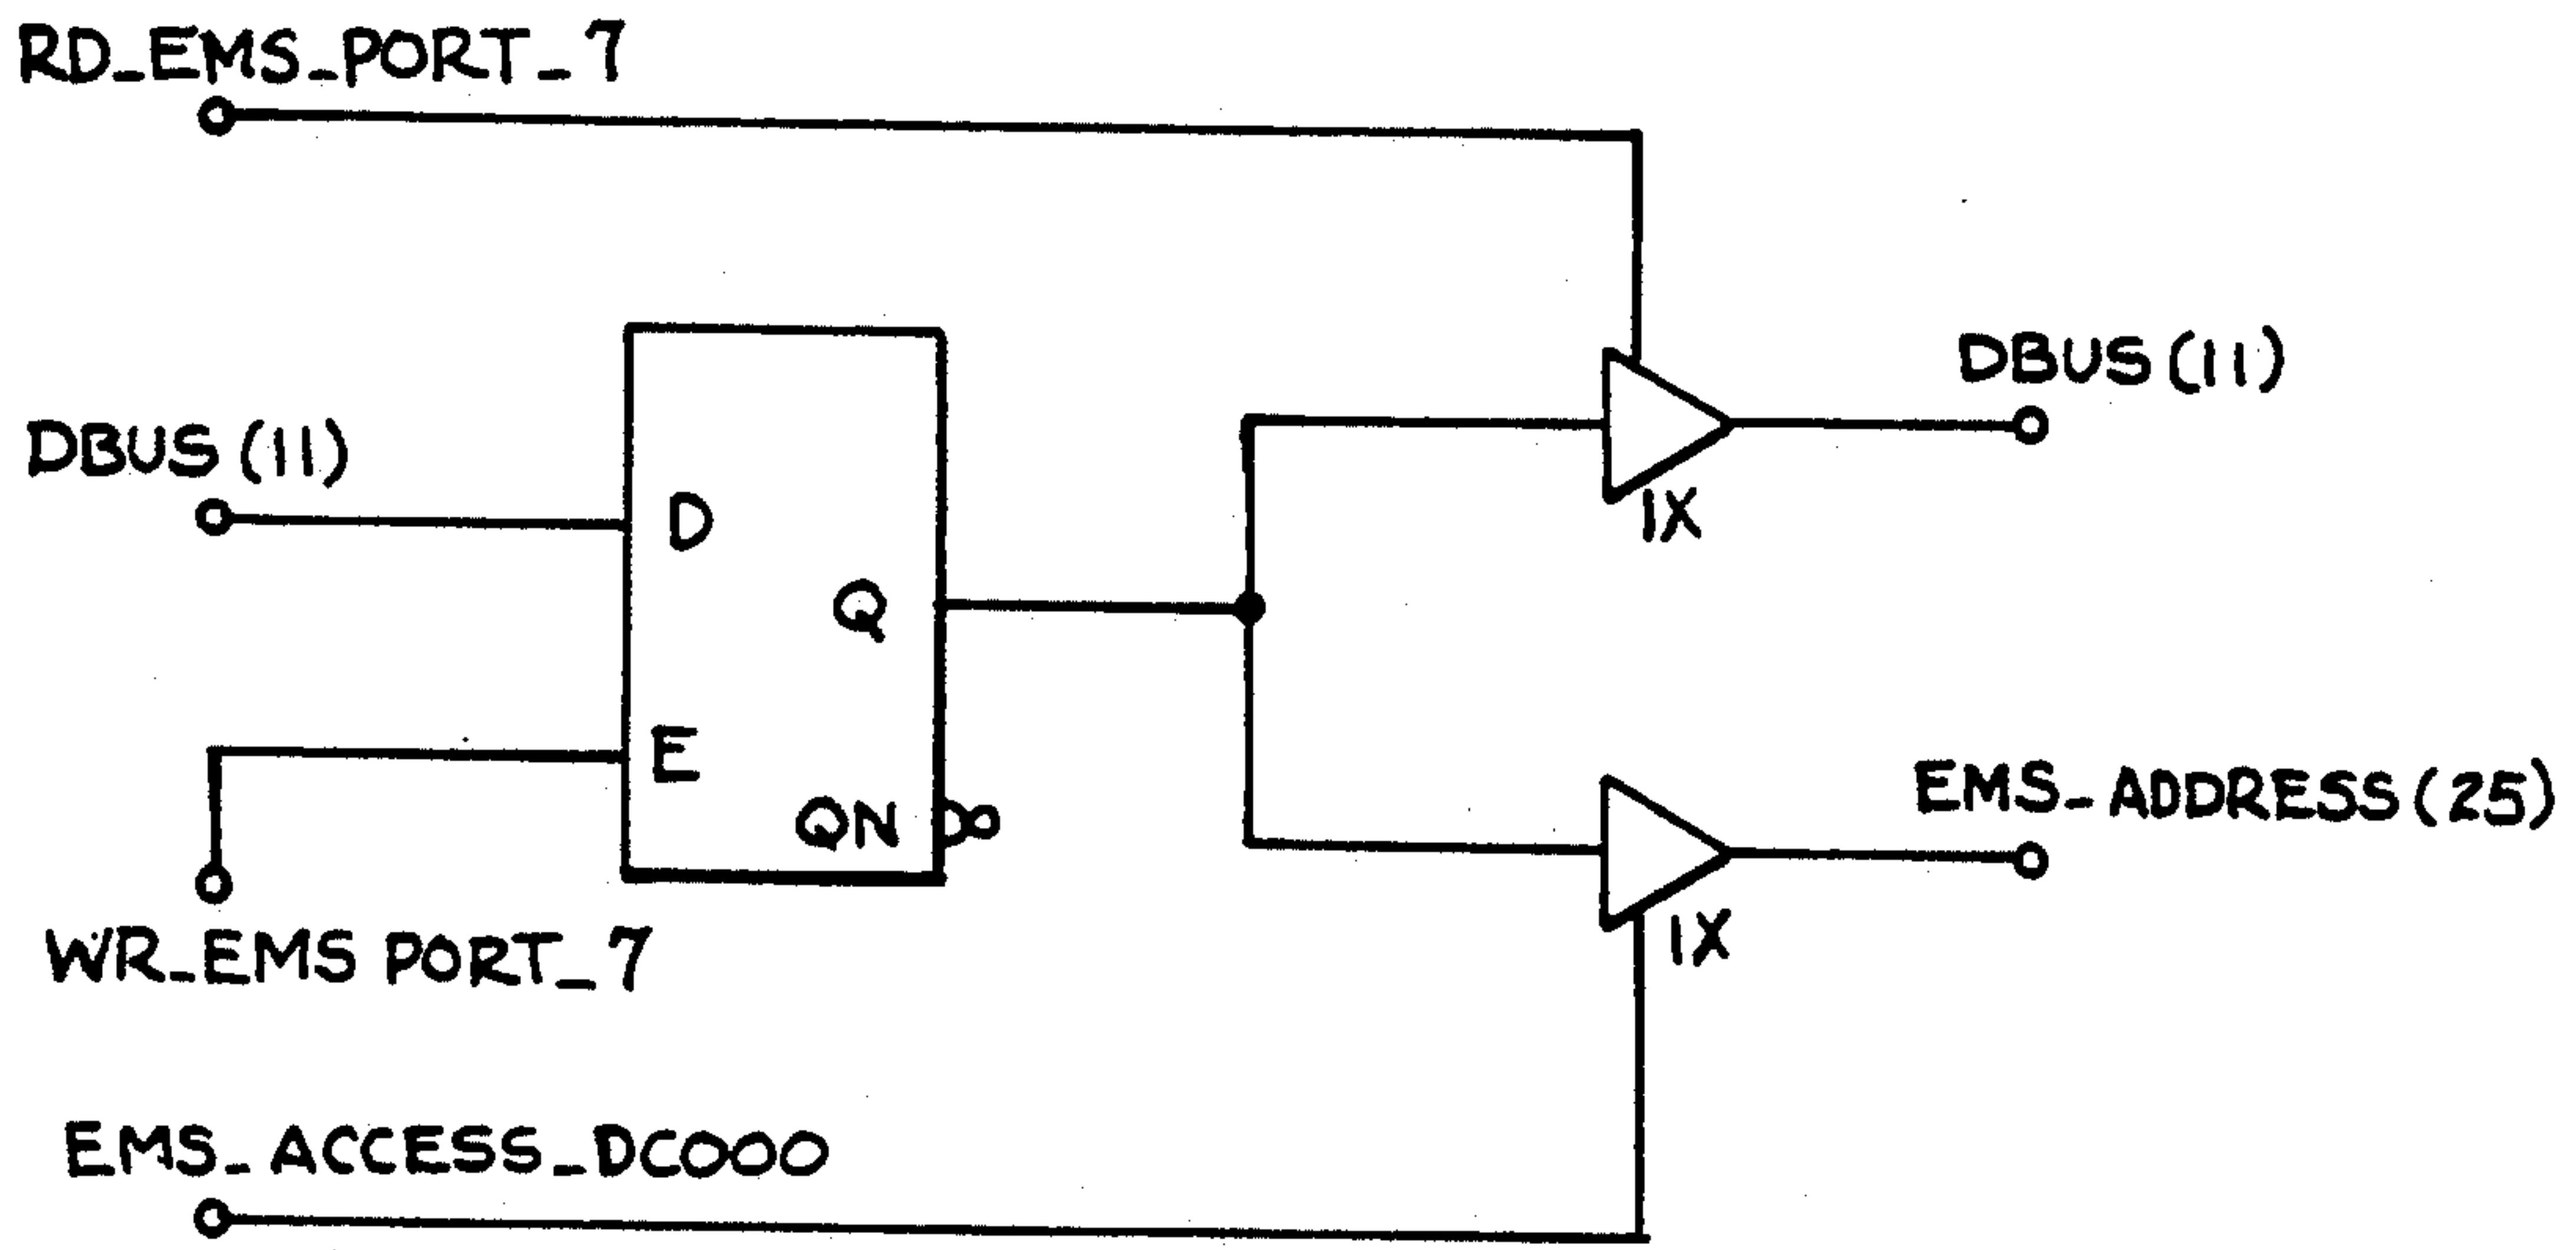 RD_EMS_PORT_7
DBUS (11)
DBUS (11)
D
1X
Q
E
QN
EMS_ADDRESS (25)
WR_EMS PORT_7
1X
EMS_ACCESS_DC000